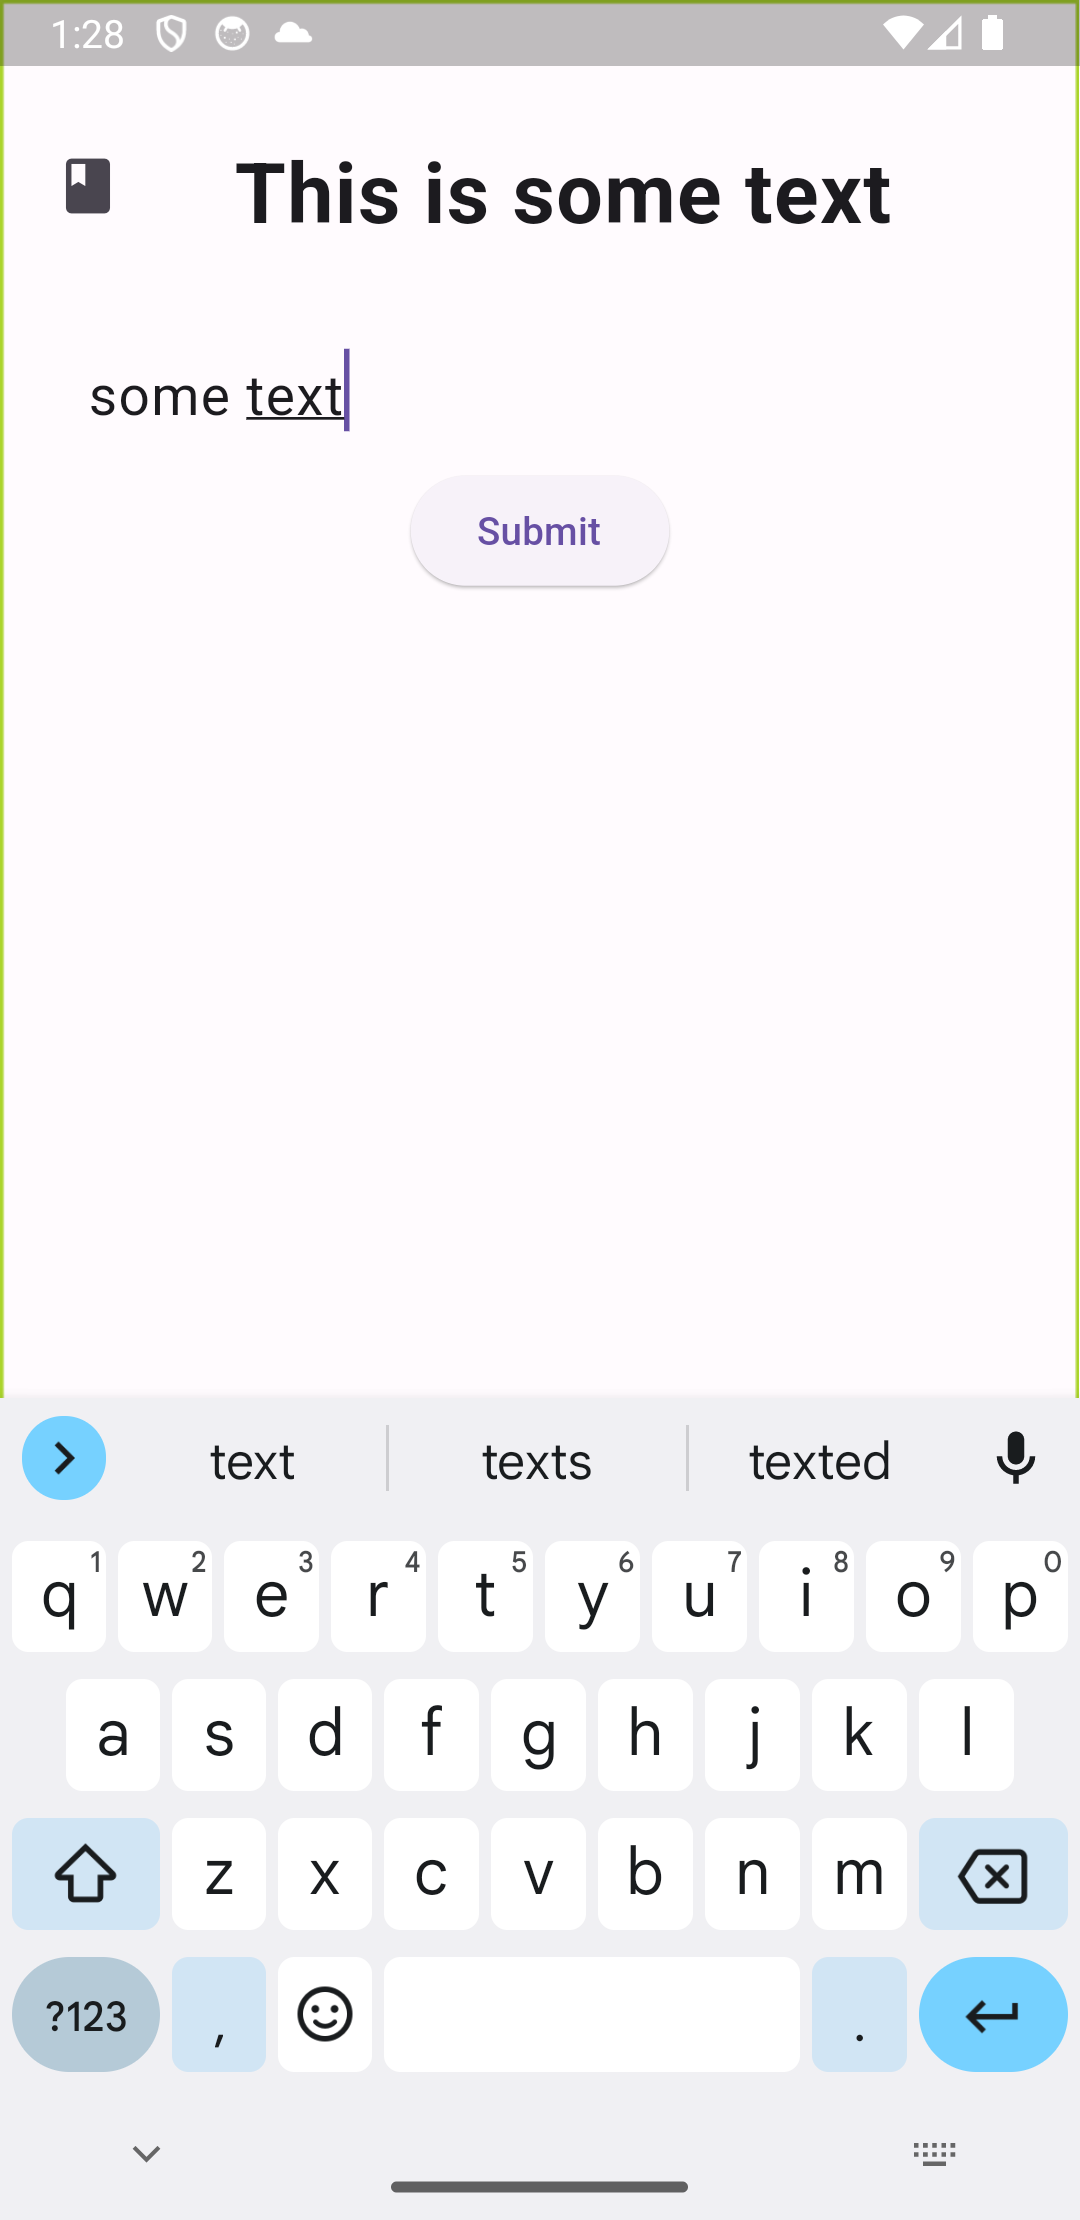 1:28
This is some text
some text
Submit
text texts texted
1 2 3 4 5 6 7 8 9 0
q w e r t y u i o p
a s d f g h j k l
z x c v b n m
?123 , .